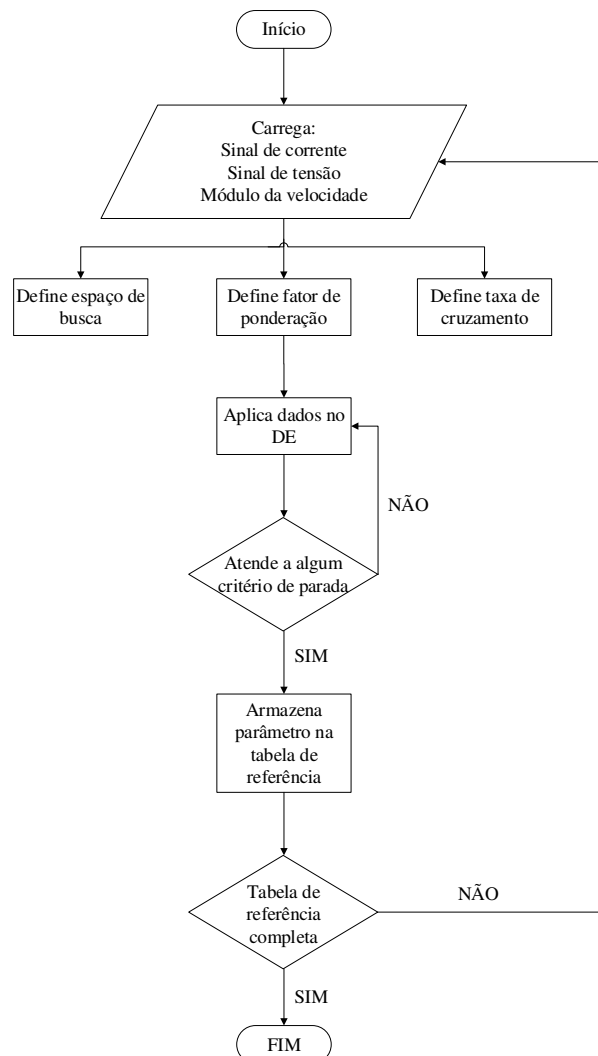 Início
Carrega:
Sinal de corrente
Sinal de tensão
Módulo da velocidade
Define espaço de
busca
Define fator de
ponderação
Define taxa de
cruzamento
Aplica dados no
DE
NÃO
Atende a algum
critério de parada
SIM
Armazena
parâmetro na
tabela de
referência
Tabela de
referência
completa
NÃO
SIM
FIM